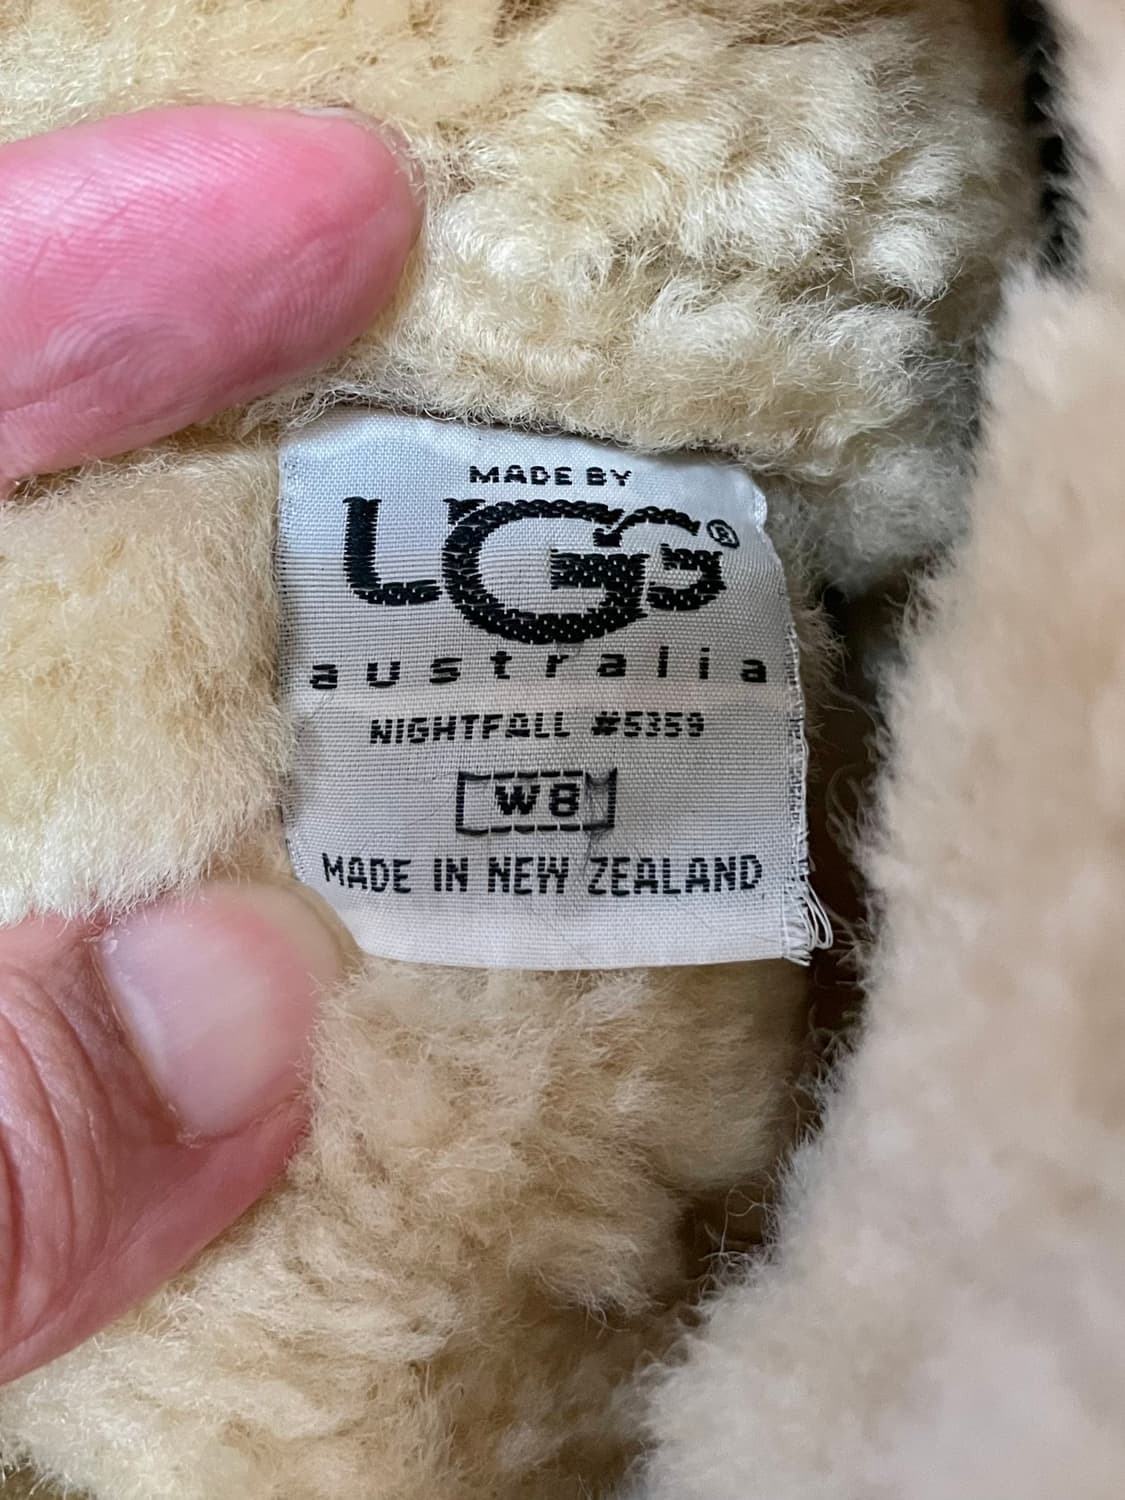 MADE BY
UGG®
australia
NIGHTFALL #5359
W8
MADE IN NEW ZEALAND